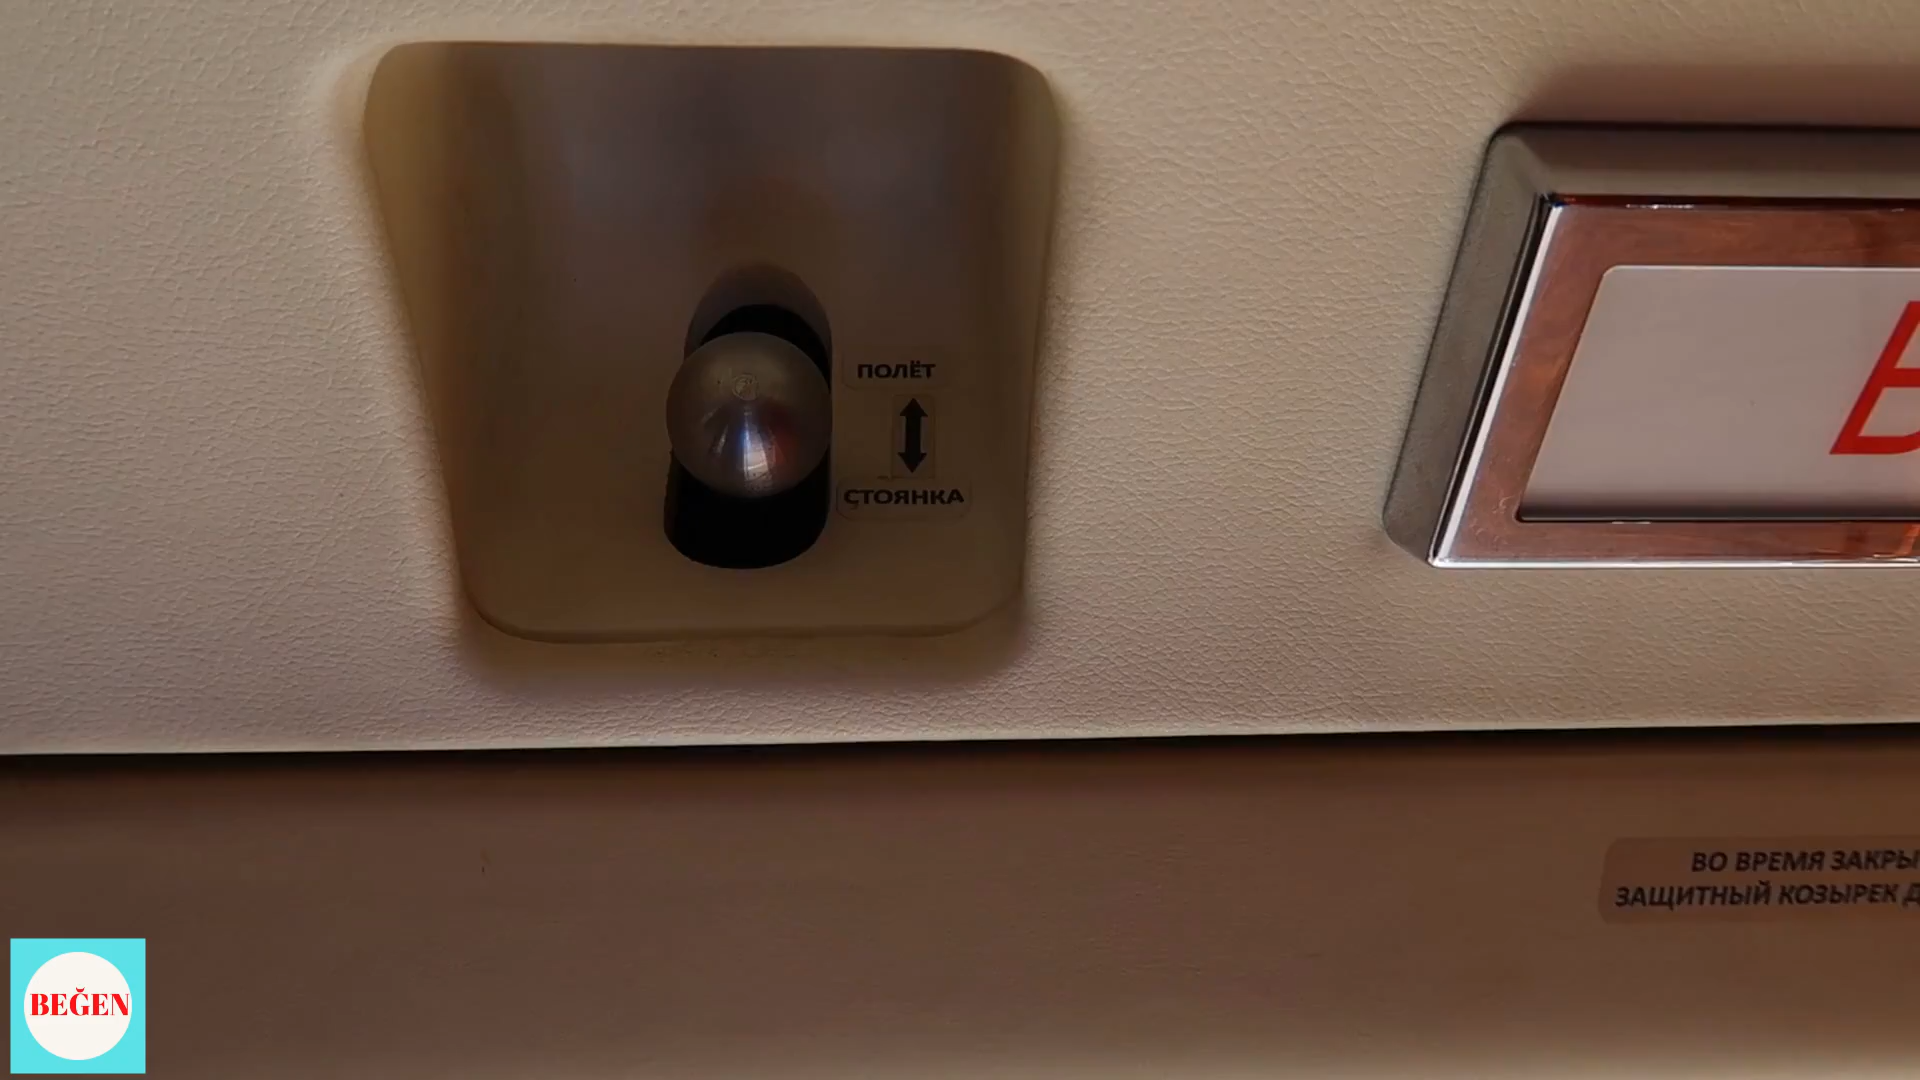 ПОЛЁТ
СТОЯНКА
ВО ВРЕМЯ
ЗАЩИТНЫЙ КОЗЫРЕК
BEĞEN